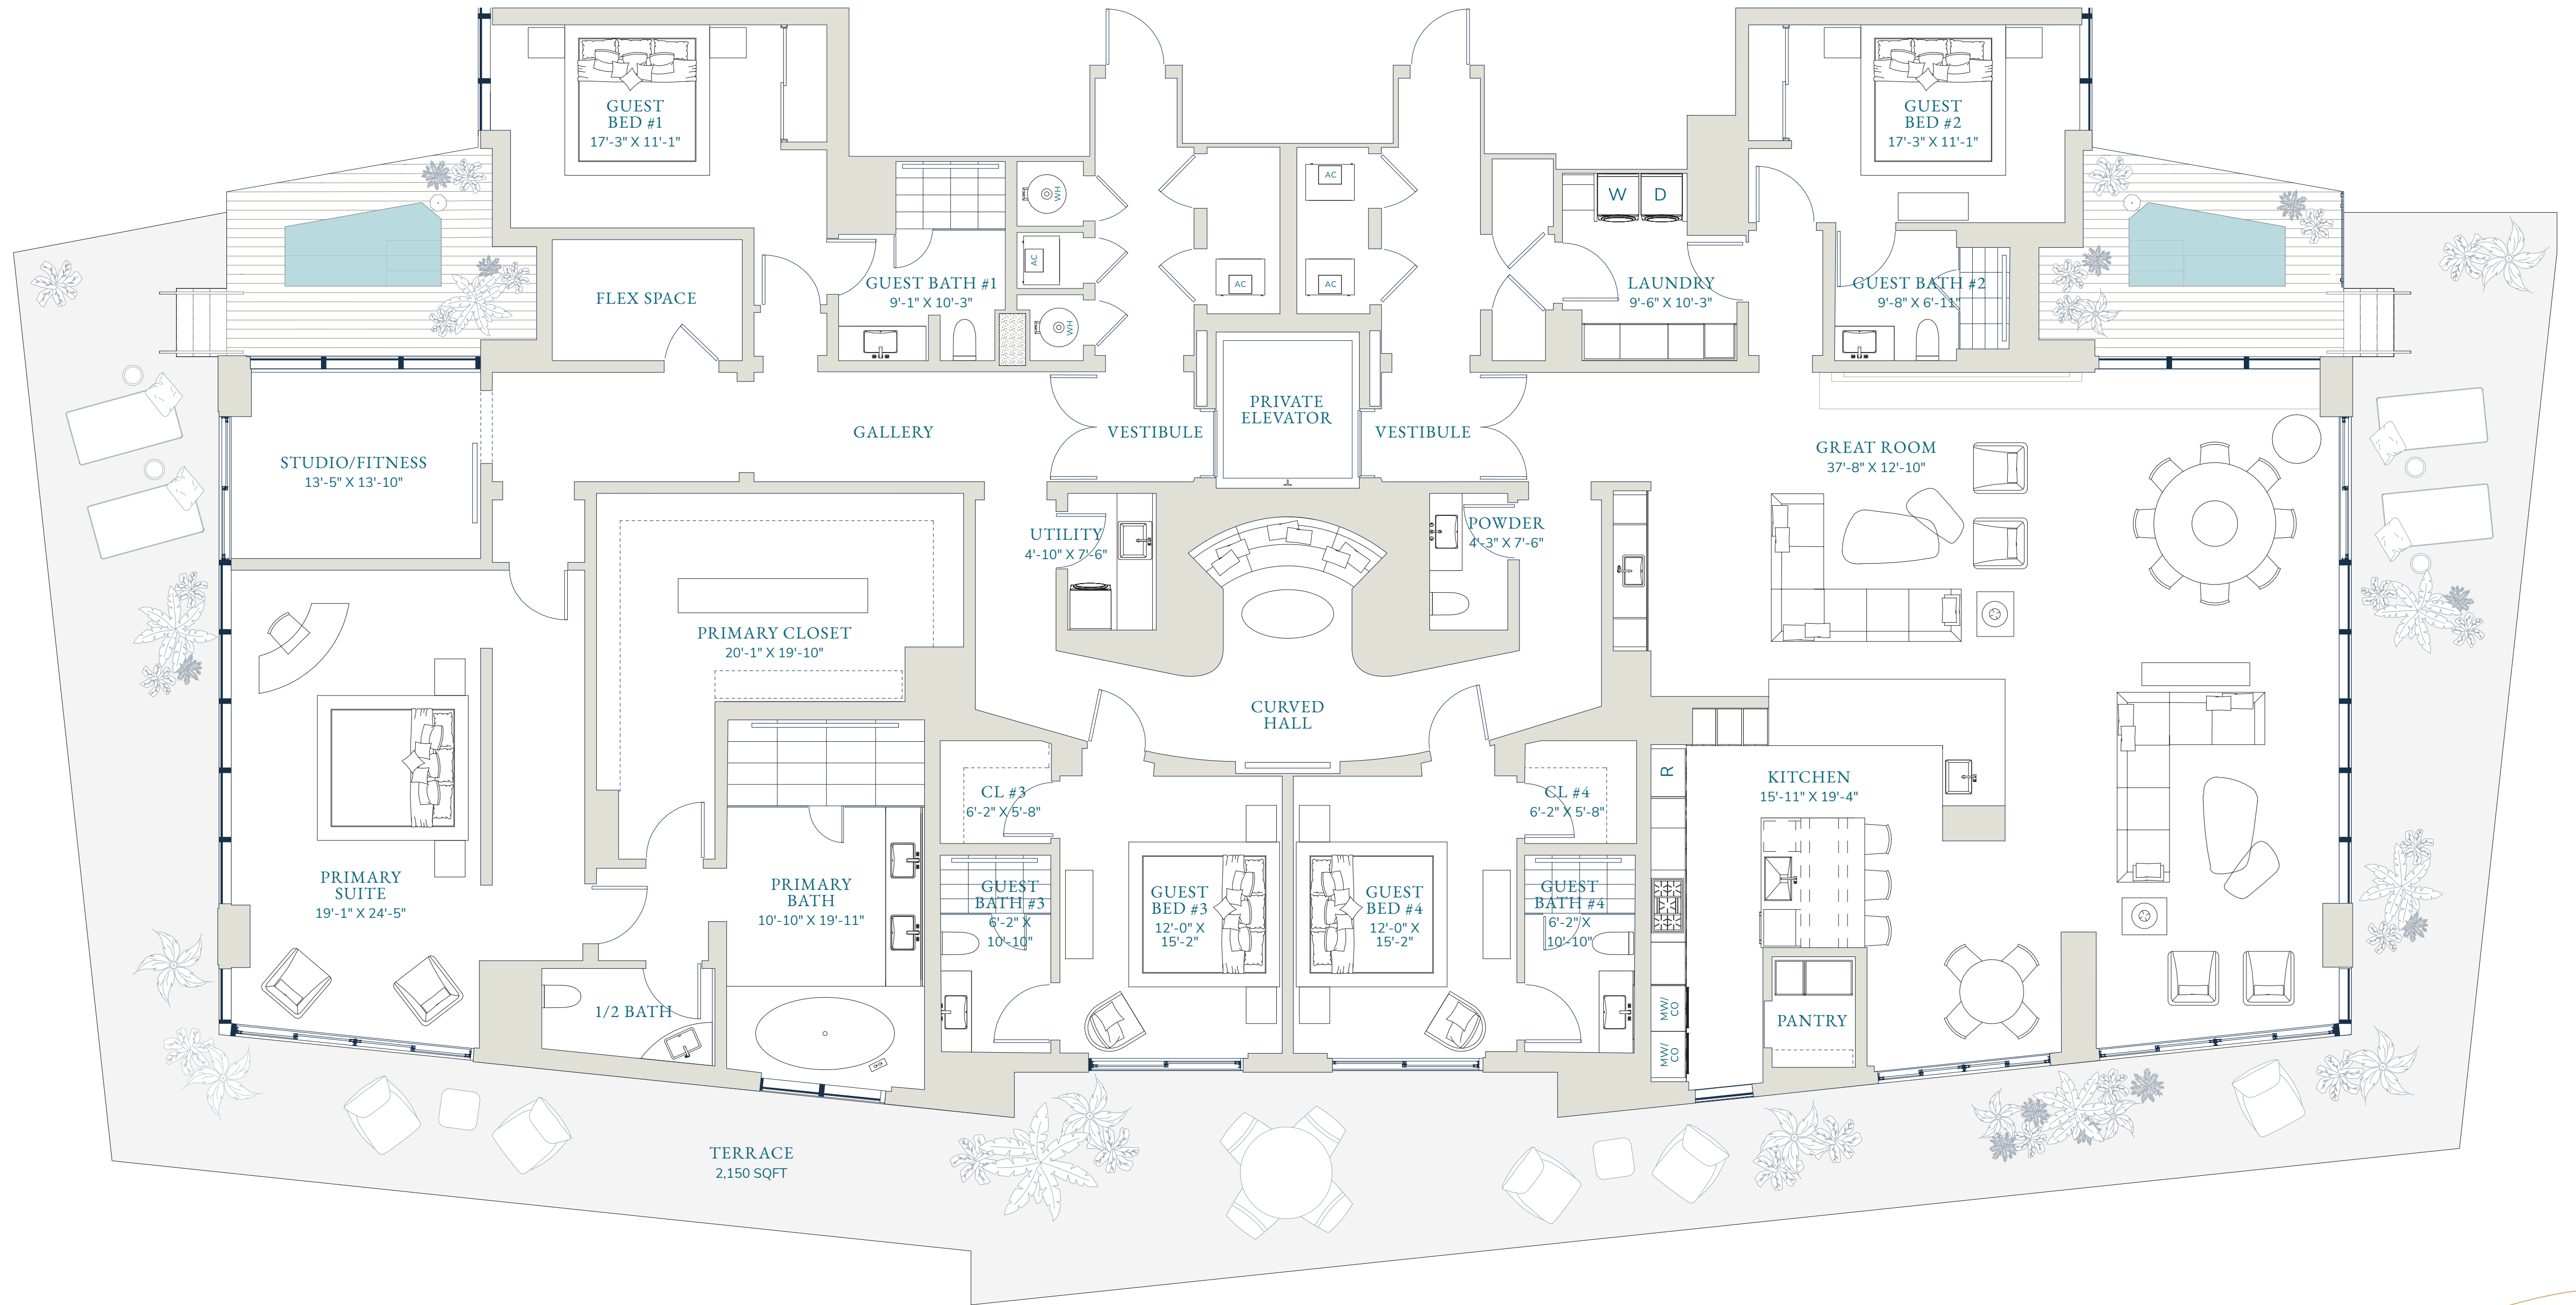 GUEST
BED #1
17'-3" X 11'-1"
GUEST
BED #2
17'-3" X 11'-1"
WH
AC
WH
AC
AC
AC
W
D
FLEX SPACE
GUEST BATH #1
9'-1" X 10'-3"
LAUNDRY
9'-6" X 10'-3"
GUEST BATH #2
9'-8" X 6'-11"
PRIVATE
ELEVATOR
GALLERY
VESTIBULE
VESTIBULE
STUDIO/FITNESS
13'-5" X 13'-10"
GREAT ROOM
37'-8" X 12'-10"
UTILITY
4'-10" X 7'-6"
POWDER
4'-3" X 7'-6"
PRIMARY CLOSET
20'-1" X 19'-10"
CURVED
HALL
CL #3
6'-2" X 5'-8"
CL #4
6'-2" X 5'-8"
R
KITCHEN
15'-11" X 19'-4"
PRIMARY
SUITE
19'-1" X 24'-5"
PRIMARY
BATH
10'-10" X 19'-11"
GUEST
BATH #3
6'-2" X
10'-10"
GUEST
BED #3
12'-0" X
15'-2"
GUEST
BED #4
12'-0" X
15'-2"
GUEST
BATH #4
6'-2" X
10'-10"
1/2 BATH
MW/
CO
MW/
CO
PANTRY
TERRACE
2,150 SQFT